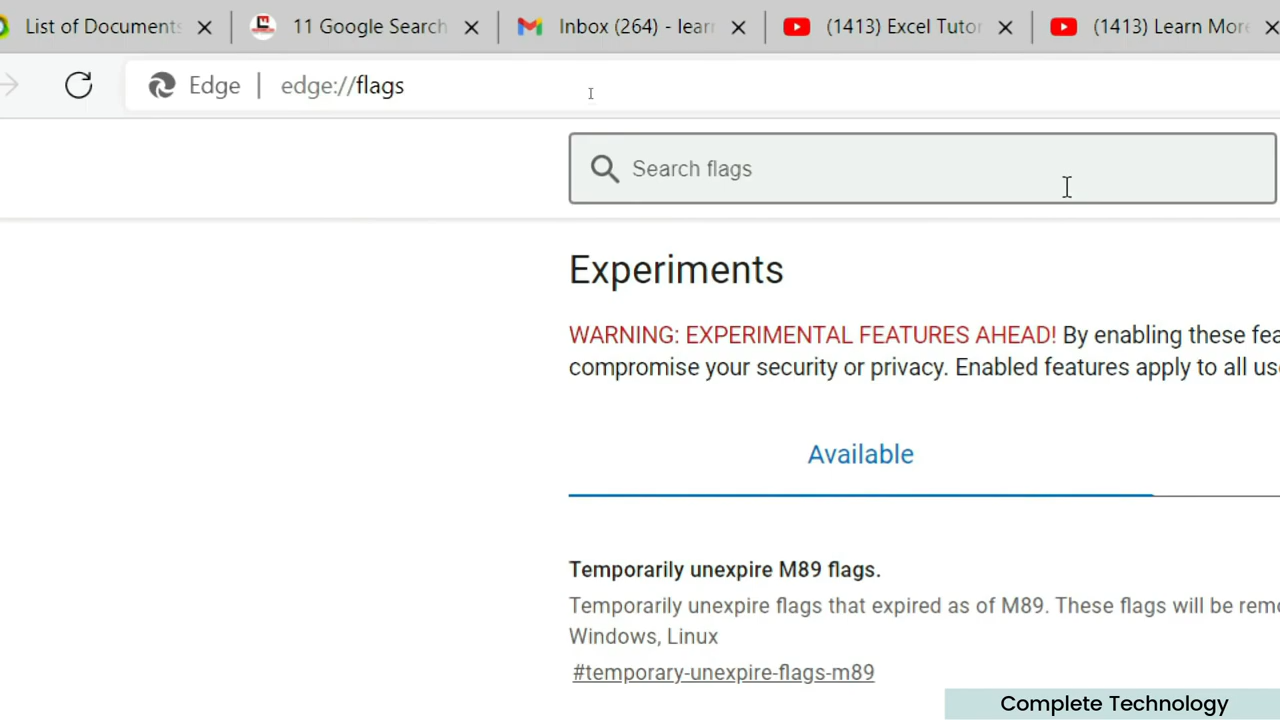 List of Documents
11 Google Search
Inbox (264) - lear
(1413) Excel Tutor
(1413) Learn More
Edge | edge://flags
Search flags
Experiments
WARNING: EXPERIMENTAL FEATURES AHEAD! By enabling these fea
compromise your security or privacy. Enabled features apply to all us
Available
Temporarily unexpire M89 flags.
Temporarily unexpire flags that expired as of M89. These flags will be rem
Windows, Linux
#temporary-unexpire-flags-m89
Complete Technology